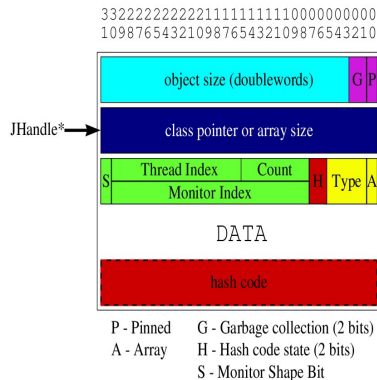 33222222222211111111110000000000
10987654321098765432109876543210
object size (doublewords) G P
JHandle* class pointer or array size
S Thread Index Count H Type A
Monitor Index
DATA
hash code
P - Pinned G - Garbage collection (2 bits)
A - Array H - Hash code state (2 bits)
S - Monitor Shape Bit